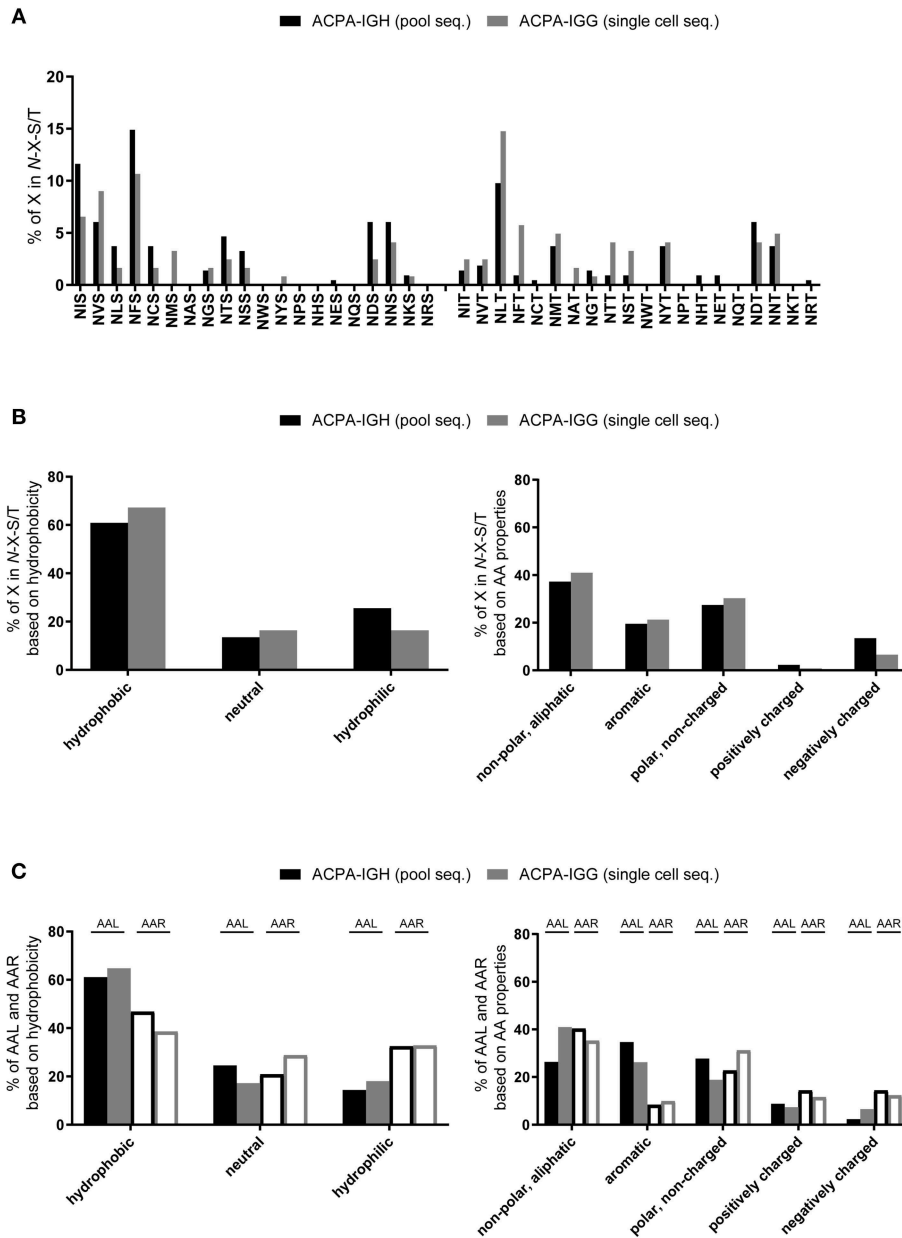 A
ACPA-IGH (pool seq.) ACPA-IGG (single cell seq.)
% of X in N-X-S/T
20
15
10
5
0
NIS NVS NLS NFS NCS NMS NAS NGS NTS NSS NWS NYS NPS NHS NES NQS NDS NNS NKS NRS NIT NVT NLT NFT NCT NMT NAT NGT NTT NST NWT NYT NPT NHT NET NQT NDT NNT NKT NRT
B
ACPA-IGH (pool seq.) ACPA-IGG (single cell seq.)
% of X in N-X-S/T
based on hydrophobicity
80
60
40
20
0
hydrophobic
neutral
hydrophilic
% of X in N-X-S/T
based on AA properties
80
60
40
20
0
non-polar, aliphatic
aromatic
polar, non-charged
positively charged
negatively charged
C
ACPA-IGH (pool seq.) ACPA-IGG (single cell seq.)
% of AAL and AAR
based on hydrophobicity
80
60
40
20
0
AAL AAR AAL AAR AAL AAR
hydrophobic
neutral
hydrophilic
% of AAL and AAR
based on AA properties
80
60
40
20
0
AAL AAR AAL AAR AAL AAR AAL AAR AAL AAR
non-polar, aliphatic
aromatic
polar, non-charged
positively charged
negatively charged